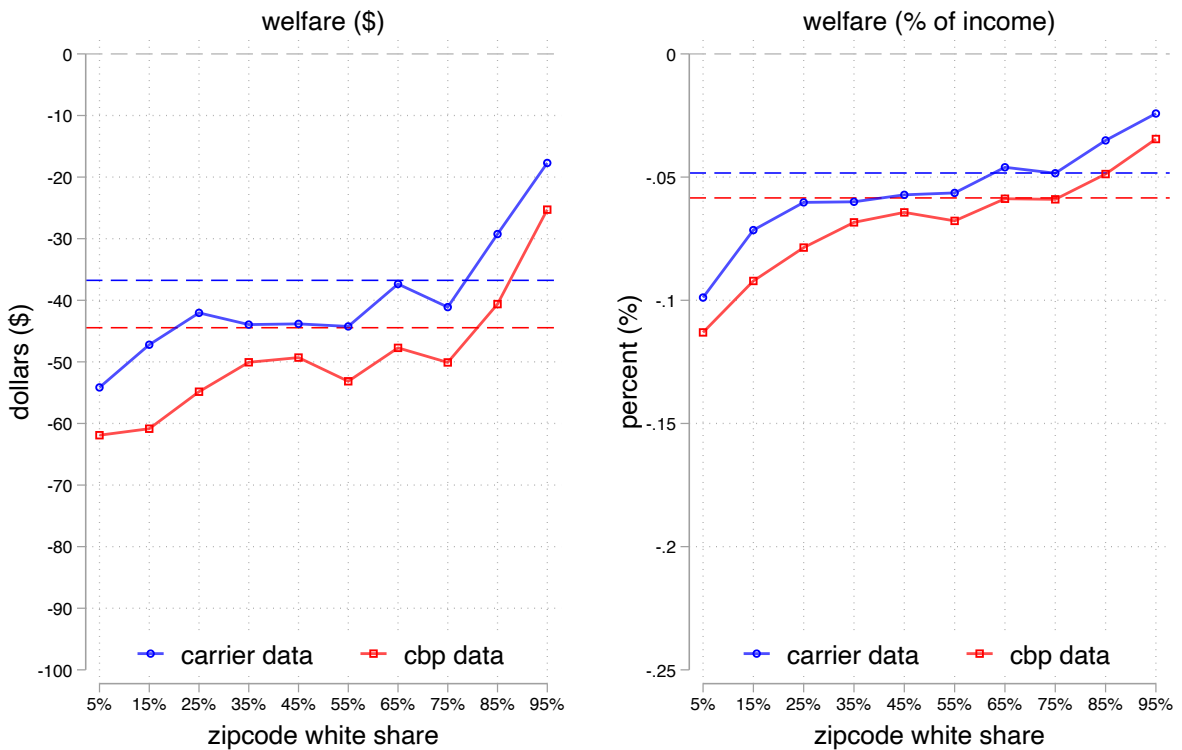 welfare ($)
dollars ($)
0
-10
-20
-30
-40
-50
-60
-70
-80
-90
-100
carrier data
cbp data
5% 15% 25% 35% 45% 55% 65% 75% 85% 95%
zipcode white share
welfare (% of income)
percent (%)
0
-.05
-.1
-.15
-.2
-.25
carrier data
cbp data
5% 15% 25% 35% 45% 55% 65% 75% 85% 95%
zipcode white share